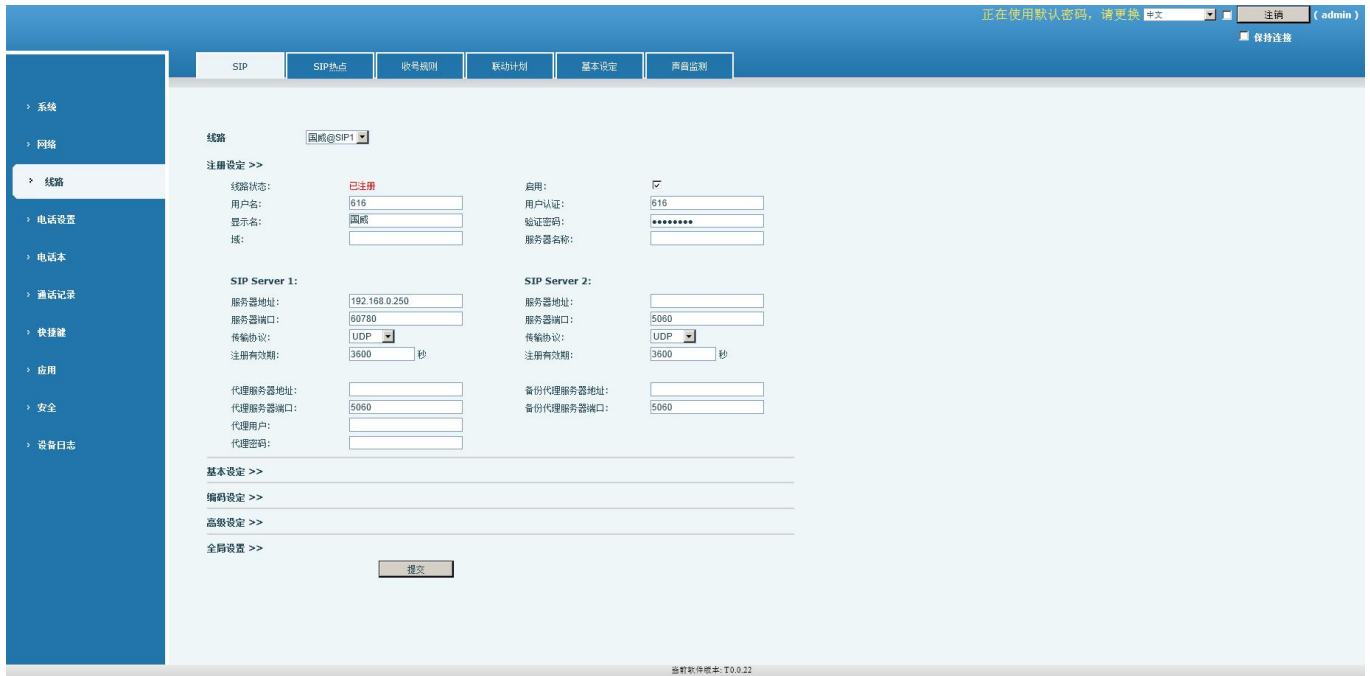 正在使用默认密码，请更换 中文 注销 ( admin )
保持连接
SIP SIP热点 收号规则 联动计划 基本设定 声音监测
› 系统
› 网络
› 线路
› 电话设置
› 电话本
› 通话记录
› 快捷键
› 应用
› 安全
› 设备日志
线路 国威@SIP1
注册设定 >>
线路状态: 已注册 启用:
用户名: 616 用户认证: 616
显示名: 国威 验证密码: ••••••••
域: 服务器名称:
SIP Server 1: SIP Server 2:
服务器地址: 192.168.0.250 服务器地址:
服务器端口: 60780 服务器端口: 5060
传输协议: UDP 传输协议: UDP
注册有效期: 3600 秒 注册有效期: 3600 秒
代理服务器地址: 备份代理服务器地址:
代理服务器端口: 5060 备份代理服务器端口: 5060
代理用户:
代理密码:
基本设定 >>
编码设定 >>
高级设定 >>
全局设置 >>
提交
当前软件版本: T0.0.22